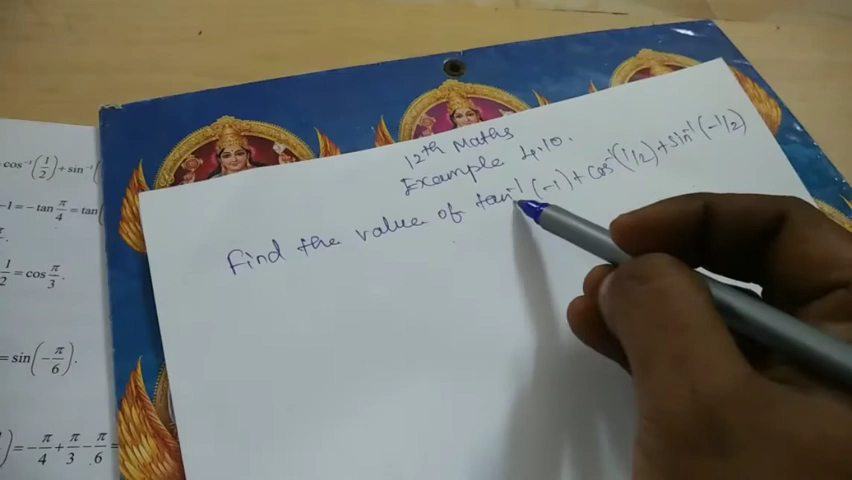 cos⁻¹(1/2)+sin⁻¹(
-1=-tan π/4=tan(
1/2=cos π/3.
=sin(-π/6).
)=-π/4+π/3-π/6=
12th Maths
Example 4.10.
Find the value of tan⁻¹(-1)+cos⁻¹(1/2)+sin⁻¹(-1/2)